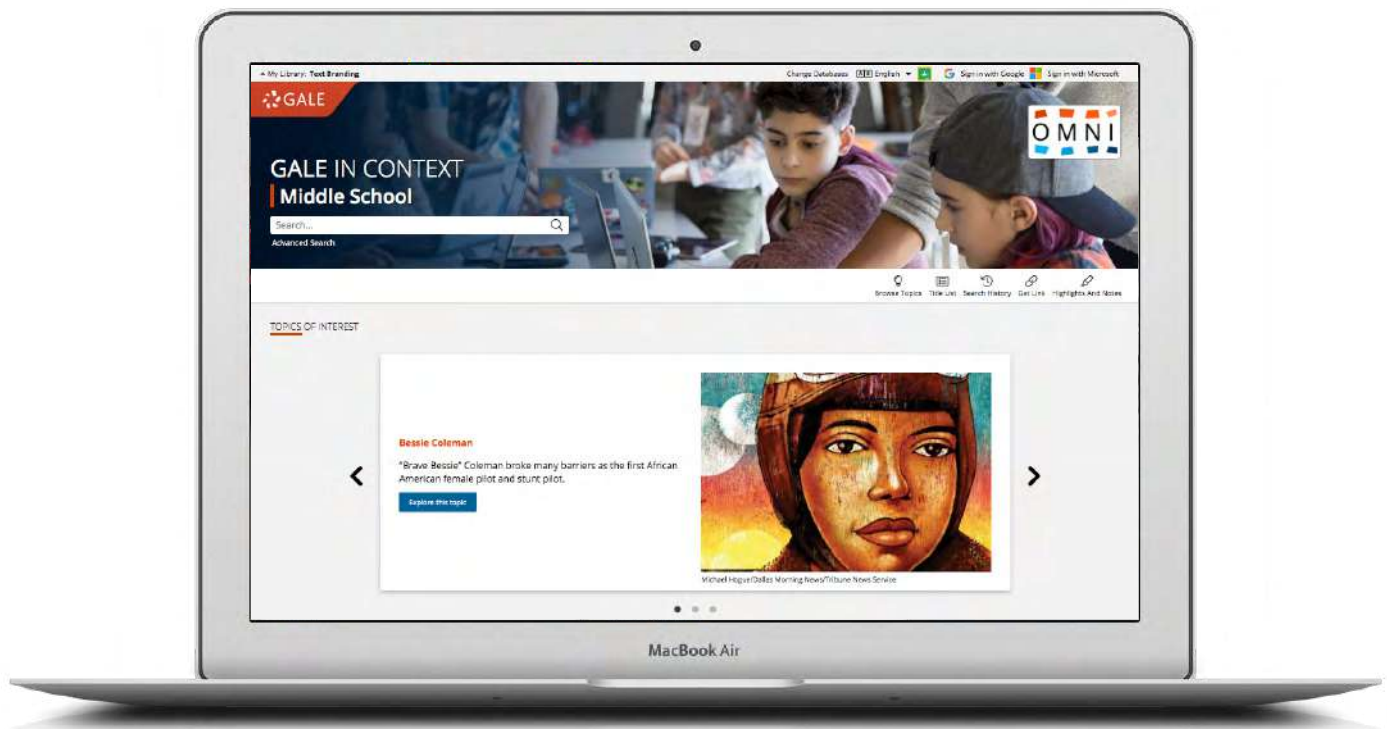 My Library: Text Branding
Change Databases English Sign in with Google Sign in with Microsoft
GALE
OMNI
GALE IN CONTEXT
Middle School
Search...
Advanced Search
Browse Topics Title List Search History Get Link Highlights And Notes
TOPICS OF INTEREST
Bessie Coleman
"Brave Bessie" Coleman broke many barriers as the first African
American female pilot and stunt pilot.
Explore this topic
Michael Hogue/Dallas Morning News/Tribune News Service
MacBook Air